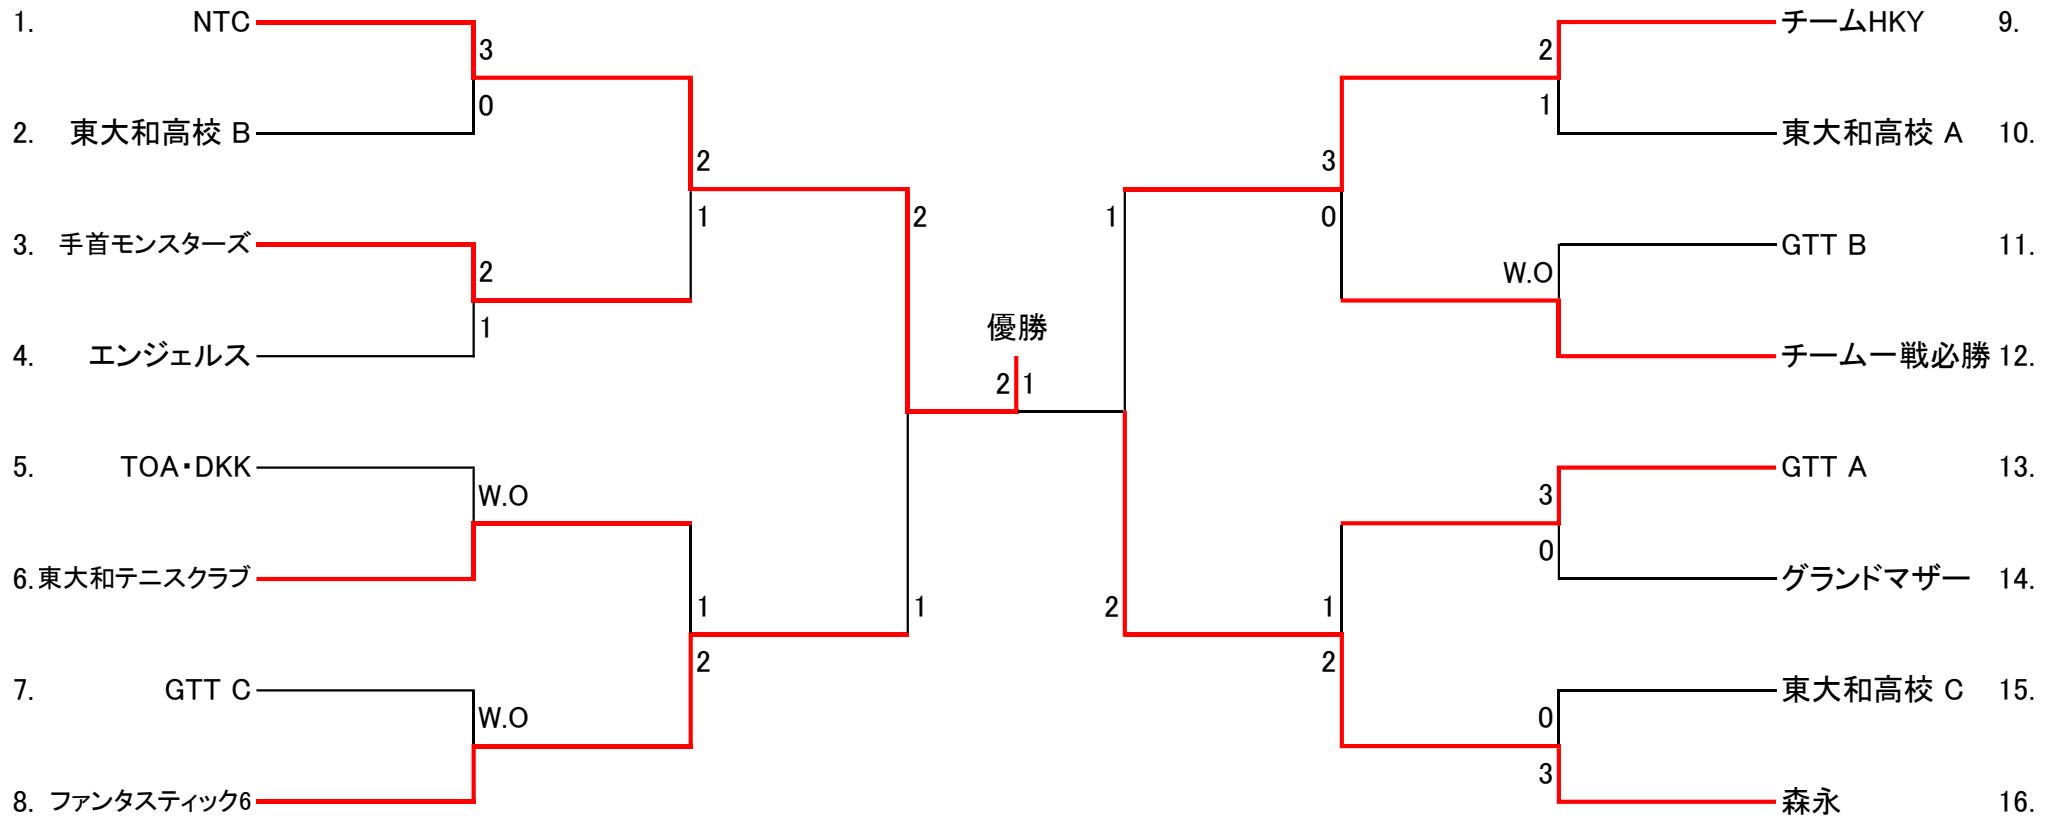 1. NTC
3
0
2. 東大和高校 B
2
1
3. 手首モンスターズ
2
1
4. エンジェルス
5. TOA・DKK
W.O
6. 東大和テニスクラブ
1
2
7. GTT C
W.O
8. ファンタスティック6
2
1
優勝
2 1
1
2
チームHKY 9.
2
1
東大和高校 A 10.
3
0
GTT B 11.
W.O
チーム一戦必勝 12.
GTT A 13.
3
0
グランドマザー 14.
1
2
東大和高校 C 15.
0
3
森永 16.